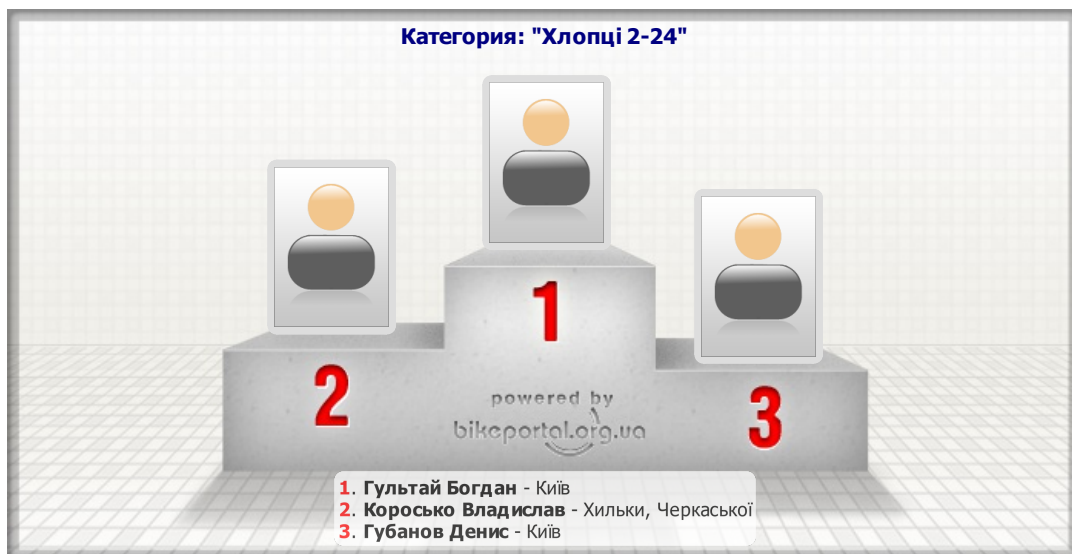 Категория: "Хлопці 2-24"
1
2
3
powered by
bikeportal.org.ua
1. Гультай Богдан - Київ
2. Коросько Владислав - Хильки, Черкаської
3. Губанов Денис - Київ